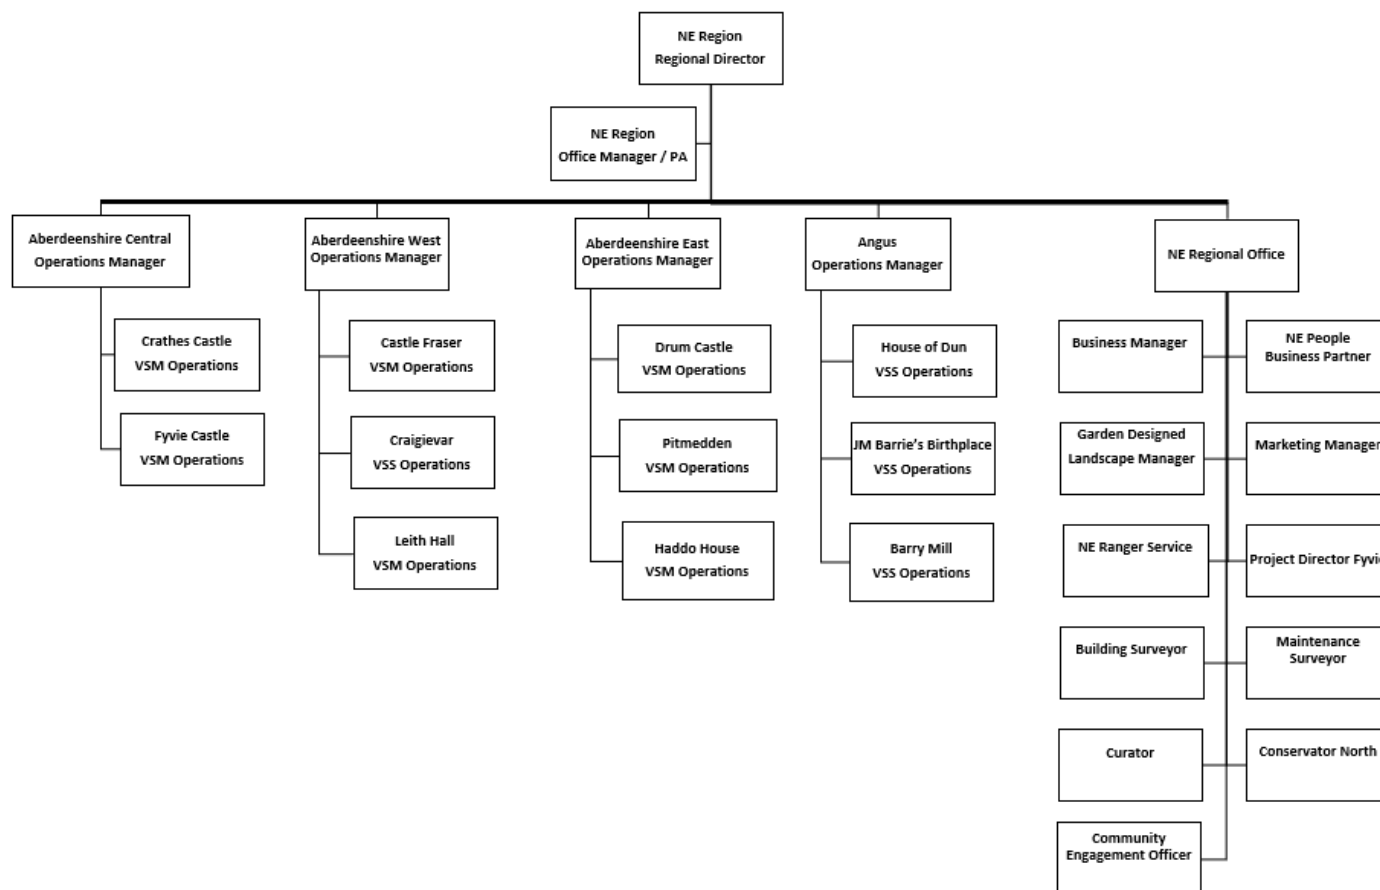 NE Region
Regional Director
NE Region
Office Manager / PA
Aberdeenshire Central
Operations Manager
Aberdeenshire West
Operations Manager
Aberdeenshire East
Operations Manager
Angus
Operations Manager
NE Regional Office
Crathes Castle
VSM Operations
Fyvie Castle
VSM Operations
Castle Fraser
VSM Operations
Craigievar
VSS Operations
Leith Hall
VSM Operations
Drum Castle
VSM Operations
Pitmedden
VSM Operations
Haddo House
VSM Operations
House of Dun
VSS Operations
JM Barrie's Birthplace
VSS Operations
Barry Mill
VSS Operations
Business Manager
NE People
Business Partner
Garden Designed
Landscape Manager
Marketing Manager
NE Ranger Service
Project Director Fyvie
Building Surveyor
Maintenance
Surveyor
Curator
Conservator North
Community
Engagement Officer